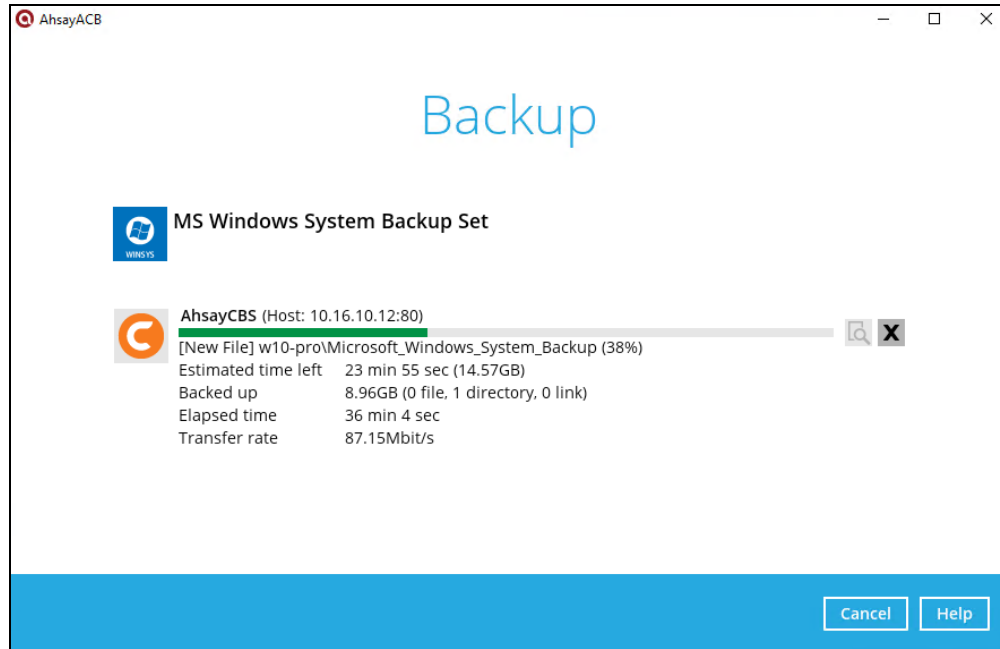 AhsayACB
Backup
WINSYS
MS Windows System Backup Set
AhsayCBS (Host: 10.16.10.12:80)
[New File] w10-pro\Microsoft_Windows_System_Backup (38%)
Estimated time left 23 min 55 sec (14.57GB)
Backed up 8.96GB (0 file, 1 directory, 0 link)
Elapsed time 36 min 4 sec
Transfer rate 87.15Mbit/s
Cancel Help